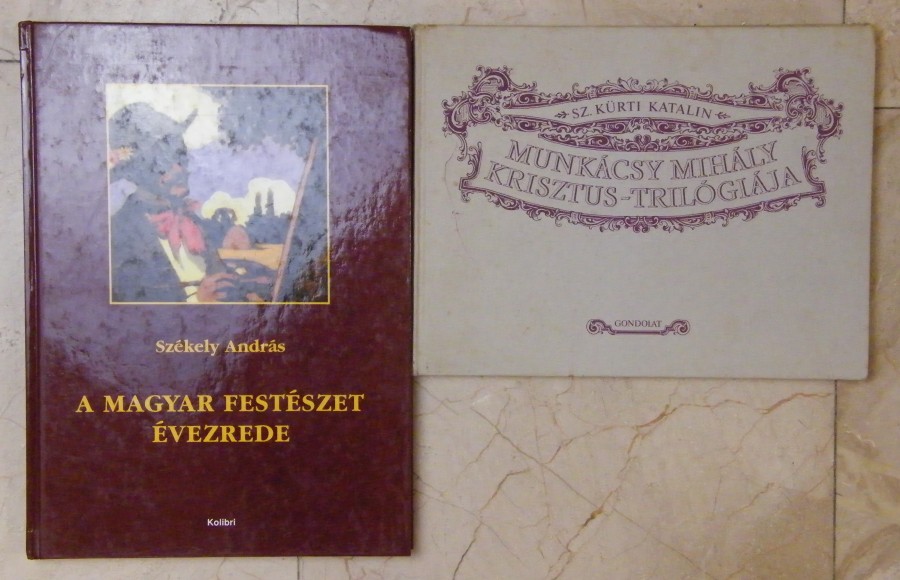 Székely András
A MAGYAR FESTÉSZET
ÉVEZREDE
Kolibri
SZ. KÜRTI KATALIN
MUNKÁCSY MIHÁLY
KRISZTUS-TRILÓGIÁJA
GONDOLAT